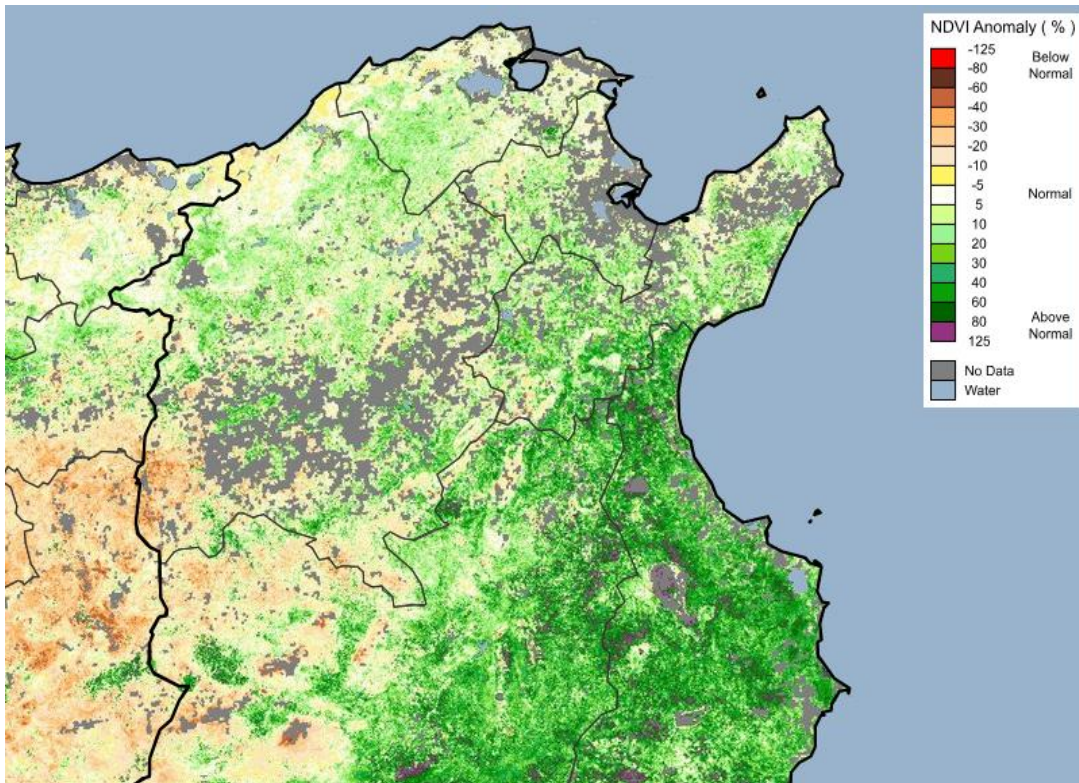 NDVI Anomaly ( % )
-125 Below
-80 Normal
-60
-40
-30
-20
-10
-5 Normal
5
10
20
30
40
60 Above
80 Normal
125
No Data
Water